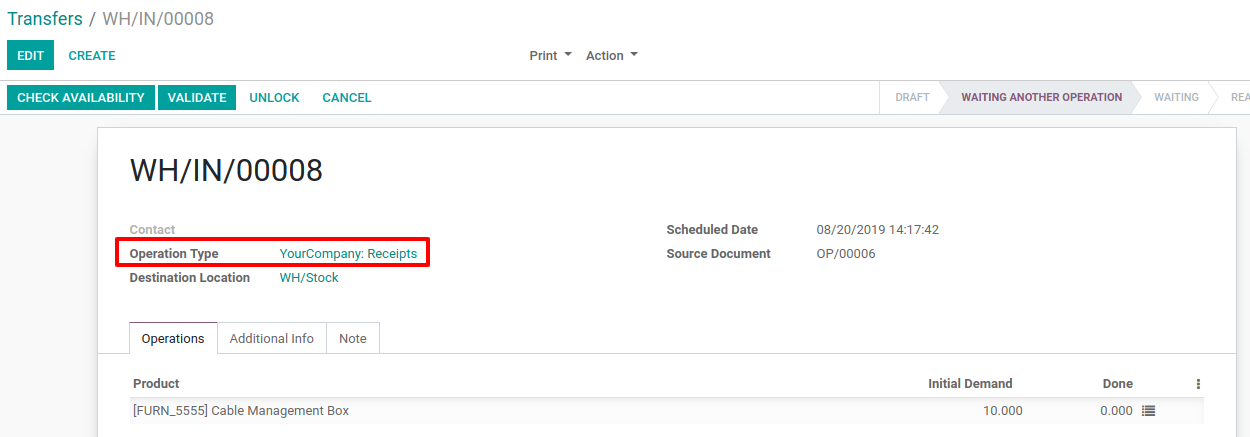 Transfers / WH/IN/00008
EDIT CREATE Print Action
CHECK AVAILABILITY VALIDATE UNLOCK CANCEL DRAFT WAITING ANOTHER OPERATION WAITING REA
WH/IN/00008
Contact Scheduled Date 08/20/2019 14:17:42
Operation Type YourCompany: Receipts Source Document OP/00006
Destination Location WH/Stock
Operations Additional Info Note
Product Initial Demand Done
[FURN_5555] Cable Management Box 10.000 0.000